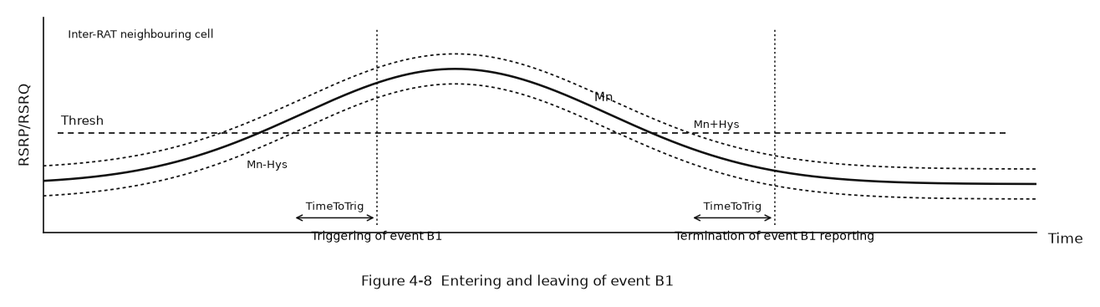 Inter-RAT neighbouring cell
RSRP/RSRQ
Mn
Thresh
Mn+Hys
Mn-Hys
TimeToTrig
TimeToTrig
Triggering of event B1
Termination of event B1 reporting
Time
Figure 4-8  Entering and leaving of event B1